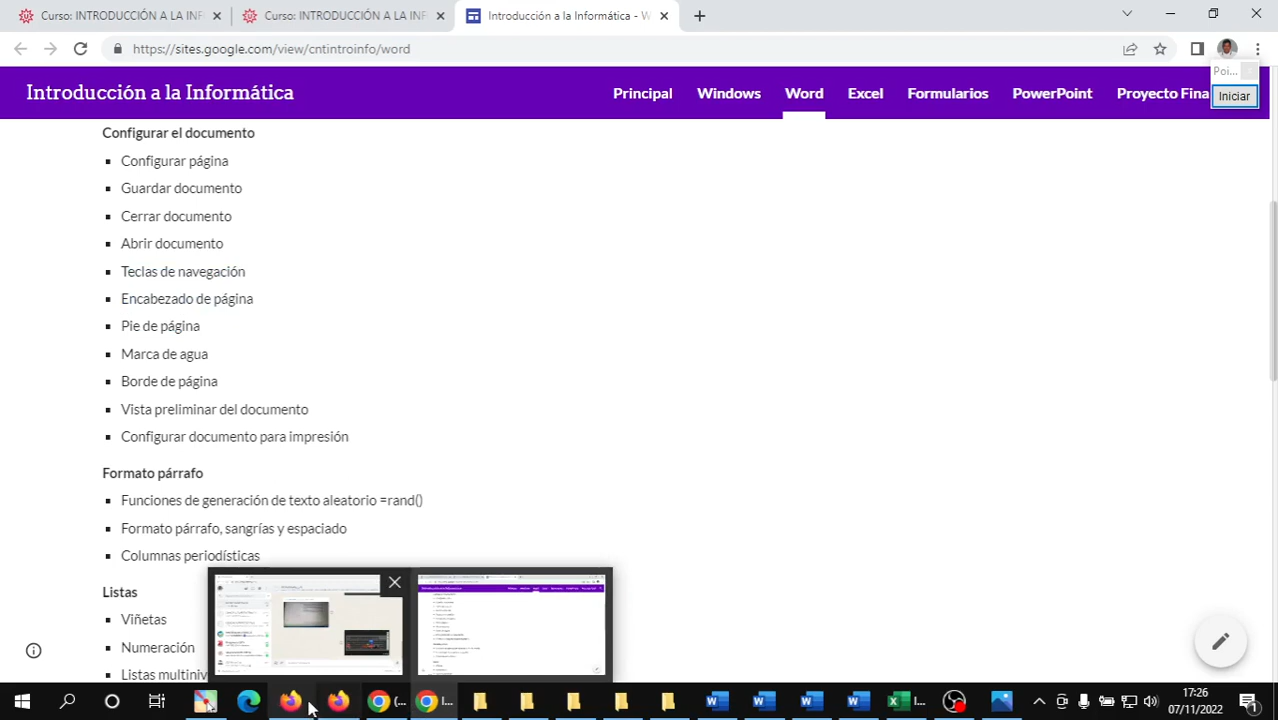 Curso: INTRODUCCIÓN A LA INF
Curso: INTRODUCCIÓN A LA INF
Introducción a la Informática - W
https://sites.google.com/view/cntintroinfo/word
Poi...
Iniciar
Introducción a la Informática
Principal
Windows
Word
Excel
Formularios
PowerPoint
Proyecto Fina
Configurar el documento
▪ Configurar página
▪ Guardar documento
▪ Cerrar documento
▪ Abrir documento
▪ Teclas de navegación
▪ Encabezado de página
▪ Pie de página
▪ Marca de agua
▪ Borde de página
▪ Vista preliminar del documento
▪ Configurar documento para impresión
Formato párrafo
▪ Funciones de generación de texto aleatorio =rand()
▪ Formato párrafo, sangrías y espaciado
▪ Columnas periodísticas
Listas
▪ Viñetas
(...
I...
I...
17:26
07/11/2022
1